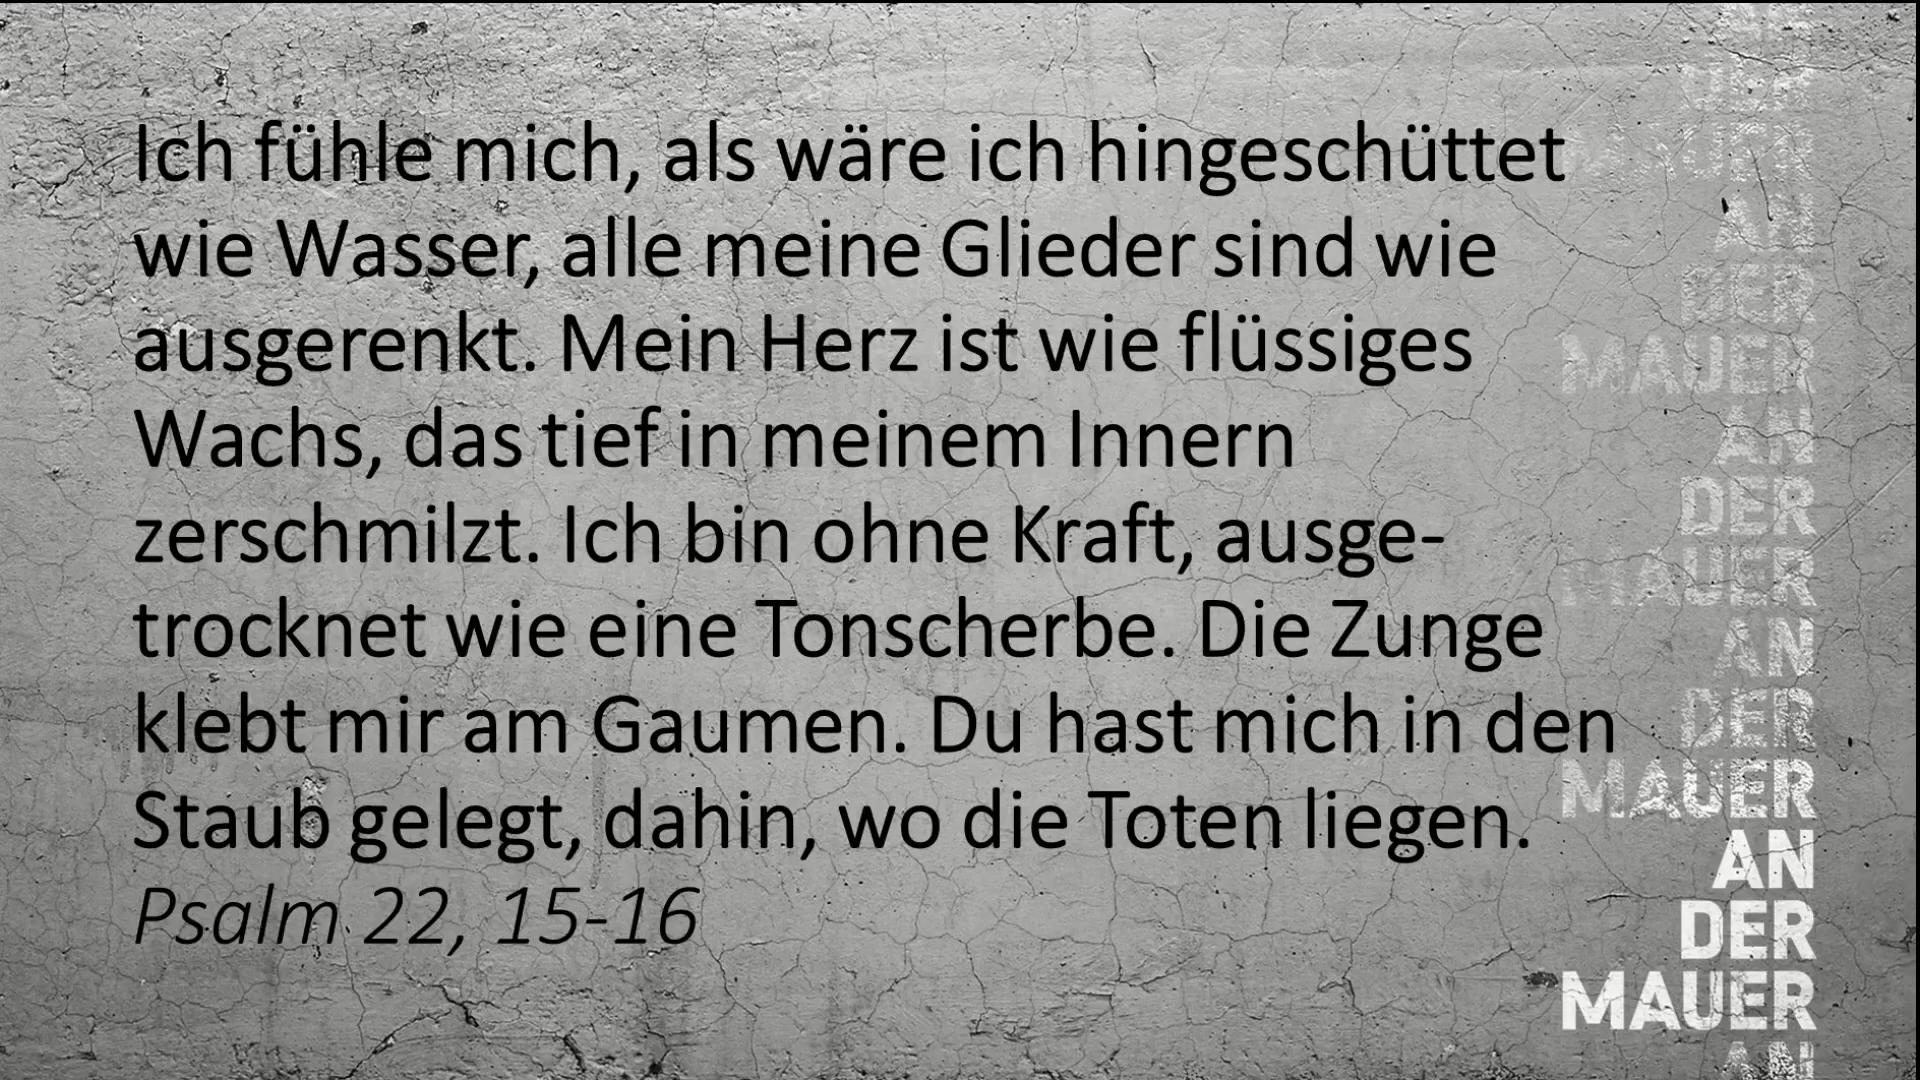 Ich fühle mich, als wäre ich hingeschüttet
wie Wasser, alle meine Glieder sind wie
ausgerenkt. Mein Herz ist wie flüssiges
Wachs, das tief in meinem Innern
zerschmilzt. Ich bin ohne Kraft, ausge-
trocknet wie eine Tonscherbe. Die Zunge
klebt mir am Gaumen. Du hast mich in den
Staub gelegt, dahin, wo die Toten liegen.
Psalm 22, 15-16
DER
MAUER
AN
DER
MAUER
AN
DER
MAUER
AN
DER
MAUER
AN
DER
MAUER
AN